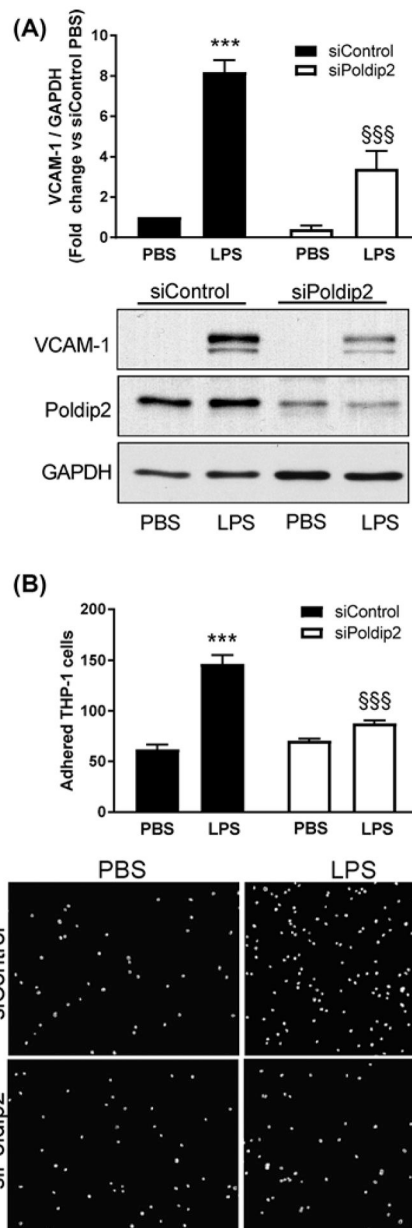 (A)
VCAM-1 / GAPDH
(Fold change vs siControl PBS)
10
8
6
4
2
0
***
§§§
siControl
siPoldip2
PBS LPS PBS LPS
siControl siPoldip2
VCAM-1
Poldip2
GAPDH
PBS LPS PBS LPS
(B)
Adhered THP-1 cells
200
150
100
50
0
***
§§§
siControl
siPoldip2
PBS LPS PBS LPS
PBS LPS
siControl
siPoldip2